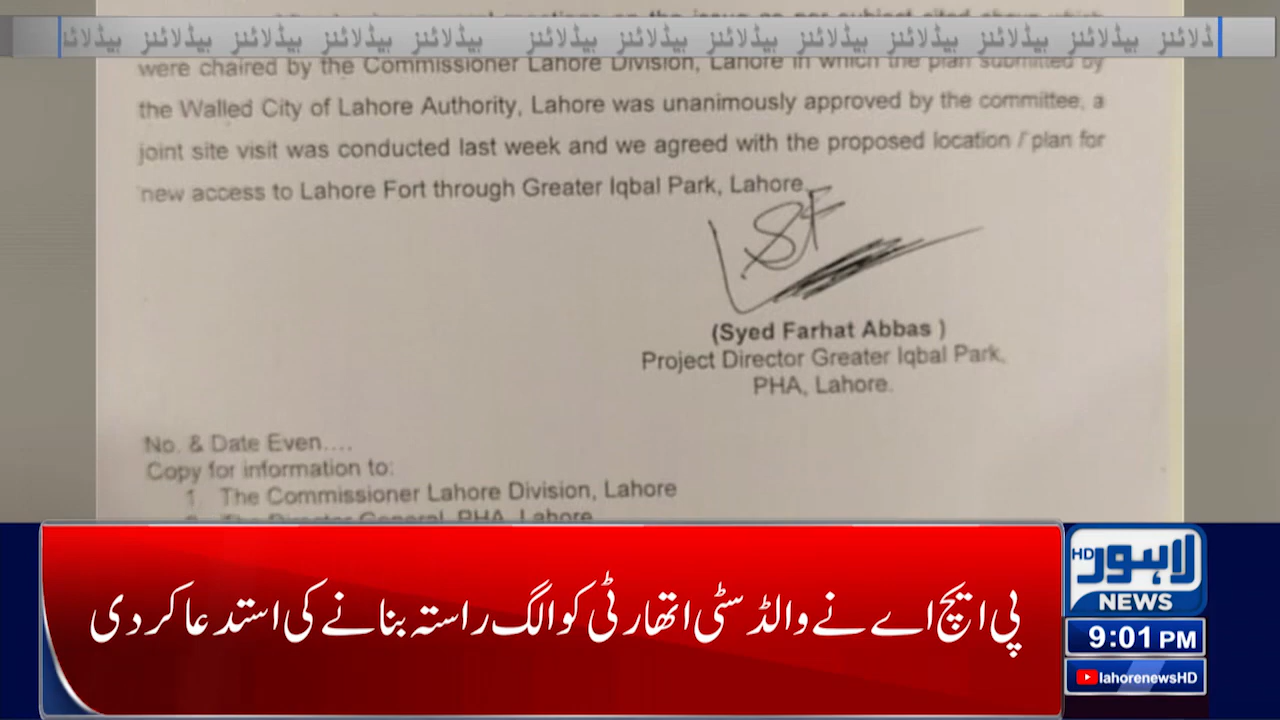 ہیڈلائنز ہیڈلائنز ہیڈلائنز ہیڈلائنز ہیڈلائنز ہیڈلائنز ہیڈلائنز ہیڈلائنز ہیڈلائنز ہیڈلائنز ہیڈلائنز
were chaired by the Commissioner Lahore Division, Lahore in which the plan submitted by
the Walled City of Lahore Authority, Lahore was unanimously approved by the committee, a
joint site visit was conducted last week and we agreed with the proposed location / plan for
new access to Lahore Fort through Greater Iqbal Park, Lahore.
(Syed Farhat Abbas )
Project Director Greater Iqbal Park,
PHA, Lahore.
No. & Date Even....
Copy for information to:
1. The Commissioner Lahore Division, Lahore
The Director General, PHA, Lahore
پی ایچ اے نے والڈ سٹی اتھارٹی کو الگ راستہ بنانے کی استدعا کر دی
HD لاہور
NEWS
9:01 PM
lahorenewsHD